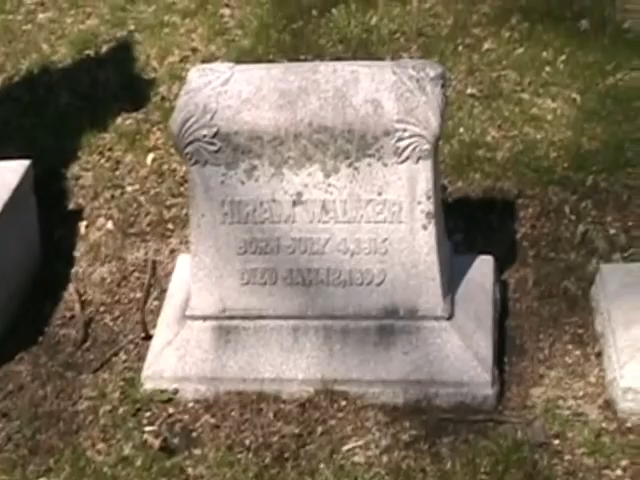 HIRAM WALKER
BORN JULY 4, 1816
DIED JAN. 12, 1899